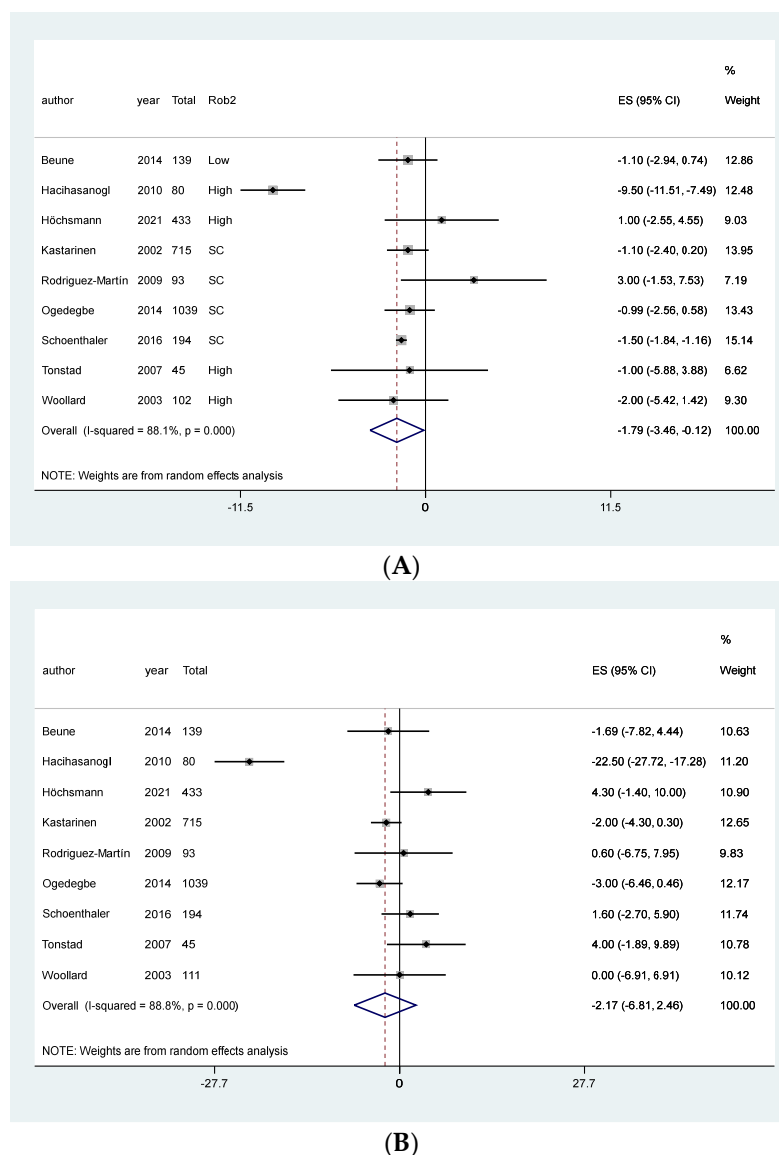 %
author year Total Rob2 ES (95% CI) Weight
Beune 2014 139 Low -1.10 (-2.94, 0.74) 12.86
Hacihasanogl 2010 80 High -9.50 (-11.51, -7.49) 12.48
Höchsmann 2021 433 High 1.00 (-2.55, 4.55) 9.03
Kastarinen 2002 715 SC -1.10 (-2.40, 0.20) 13.95
Rodriguez-Martín 2009 93 SC 3.00 (-1.53, 7.53) 7.19
Ogedegbe 2014 1039 SC -0.99 (-2.56, 0.58) 13.43
Schoenthaler 2016 194 SC -1.50 (-1.84, -1.16) 15.14
Tonstad 2007 45 High -1.00 (-5.88, 3.88) 6.62
Woollard 2003 102 High -2.00 (-5.42, 1.42) 9.30
Overall (I-squared = 88.1%, p = 0.000) -1.79 (-3.46, -0.12) 100.00
NOTE: Weights are from random effects analysis
-11.5 0 11.5
(A)
%
author year Total ES (95% CI) Weight
Beune 2014 139 -1.69 (-7.82, 4.44) 10.63
Hacihasanogl 2010 80 -22.50 (-27.72, -17.28) 11.20
Höchsmann 2021 433 4.30 (-1.40, 10.00) 10.90
Kastarinen 2002 715 -2.00 (-4.30, 0.30) 12.65
Rodriguez-Martín 2009 93 0.60 (-6.75, 7.95) 9.83
Ogedegbe 2014 1039 -3.00 (-6.46, 0.46) 12.17
Schoenthaler 2016 194 1.60 (-2.70, 5.90) 11.74
Tonstad 2007 45 4.00 (-1.89, 9.89) 10.78
Woollard 2003 111 0.00 (-6.91, 6.91) 10.12
Overall (I-squared = 88.8%, p = 0.000) -2.17 (-6.81, 2.46) 100.00
NOTE: Weights are from random effects analysis
-27.7 0 27.7
(B)